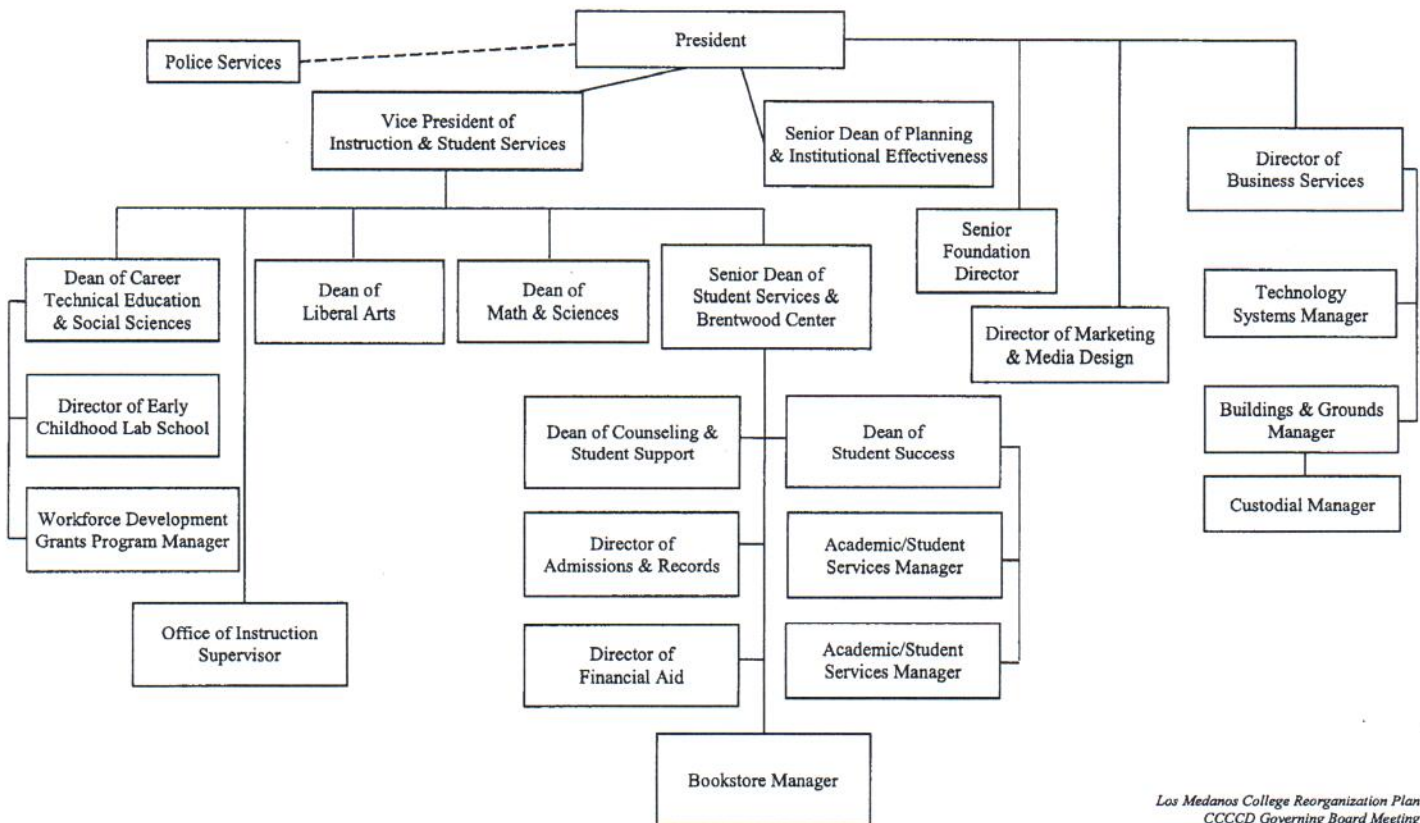 President
Police Services
Vice President of
Instruction & Student Services
Senior Dean of Planning
& Institutional Effectiveness
Director of
Business Services
Senior
Foundation
Director
Dean of Career
Technical Education
& Social Sciences
Dean of
Liberal Arts
Dean of
Math & Sciences
Senior Dean of
Student Services &
Brentwood Center
Technology
Systems Manager
Director of Marketing
& Media Design
Director of Early
Childhood Lab School
Dean of Counseling &
Student Support
Dean of
Student Success
Buildings & Grounds
Manager
Custodial Manager
Workforce Development
Grants Program Manager
Director of
Admissions & Records
Academic/Student
Services Manager
Office of Instruction
Supervisor
Director of
Financial Aid
Academic/Student
Services Manager
Bookstore Manager
Los Medanos College Reorganization Plan
CCCCD Governing Board Meeting